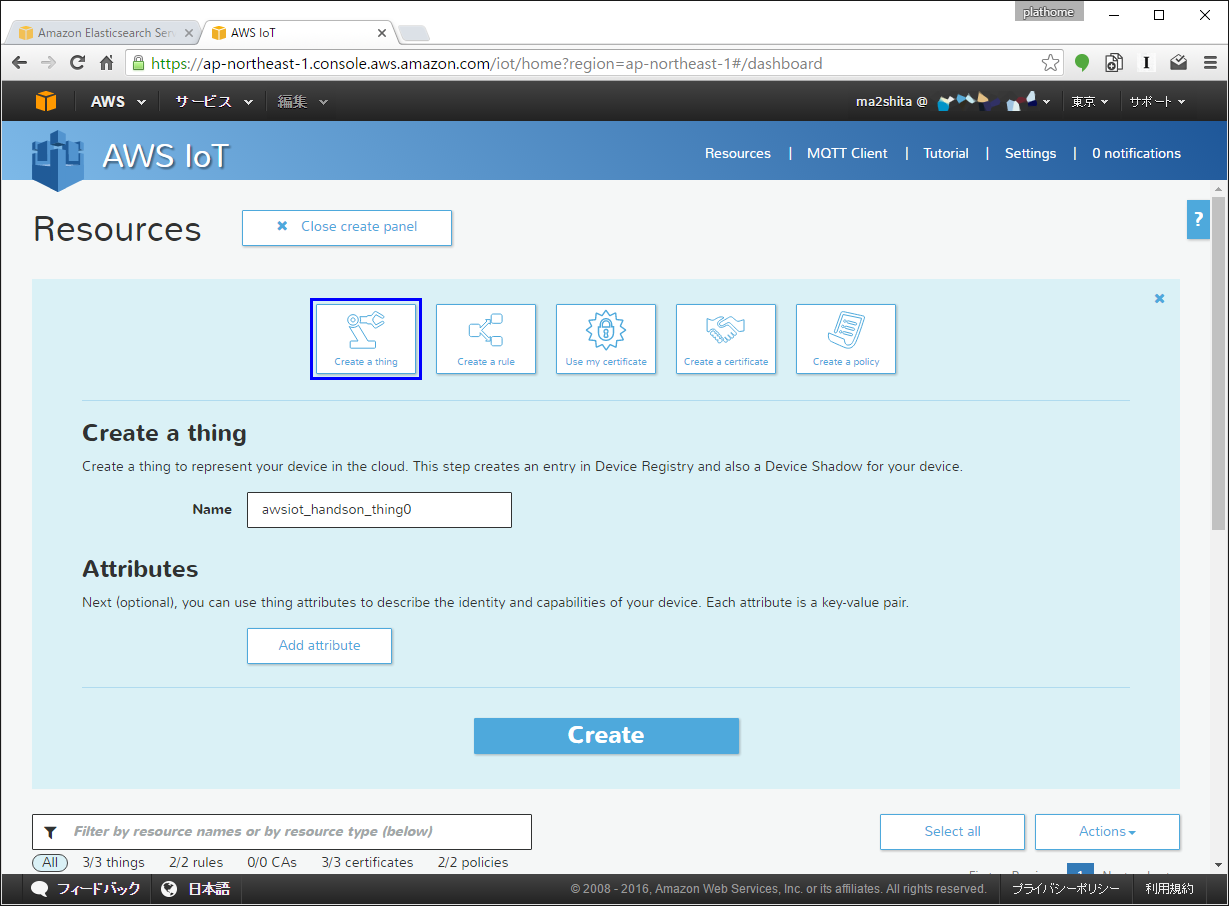 plathome
Amazon Elasticsearch Ser
AWS IoT
https://ap-northeast-1.console.aws.amazon.com/iot/home?region=ap-northeast-1#/dashboard
AWS サービス 編集 ma2shita @ 東京 サポート
AWS IoT
Resources | MQTT Client | Tutorial | Settings | 0 notifications
Resources
Close create panel
?
Create a thing
Create a rule
Use my certificate
Create a certificate
Create a policy
Create a thing
Create a thing to represent your device in the cloud. This step creates an entry in Device Registry and also a Device Shadow for your device.
Name awsiot_handson_thing0
Attributes
Next (optional), you can use thing attributes to describe the identity and capabilities of your device. Each attribute is a key-value pair.
Add attribute
Create
Filter by resource names or by resource type (below)
Select all
Actions
All 3/3 things 2/2 rules 0/0 CAs 3/3 certificates 2/2 policies
フィードバック 日本語 © 2008 - 2016, Amazon Web Services, Inc. or its affiliates. All rights reserved. プライバシーポリシー 利用規約